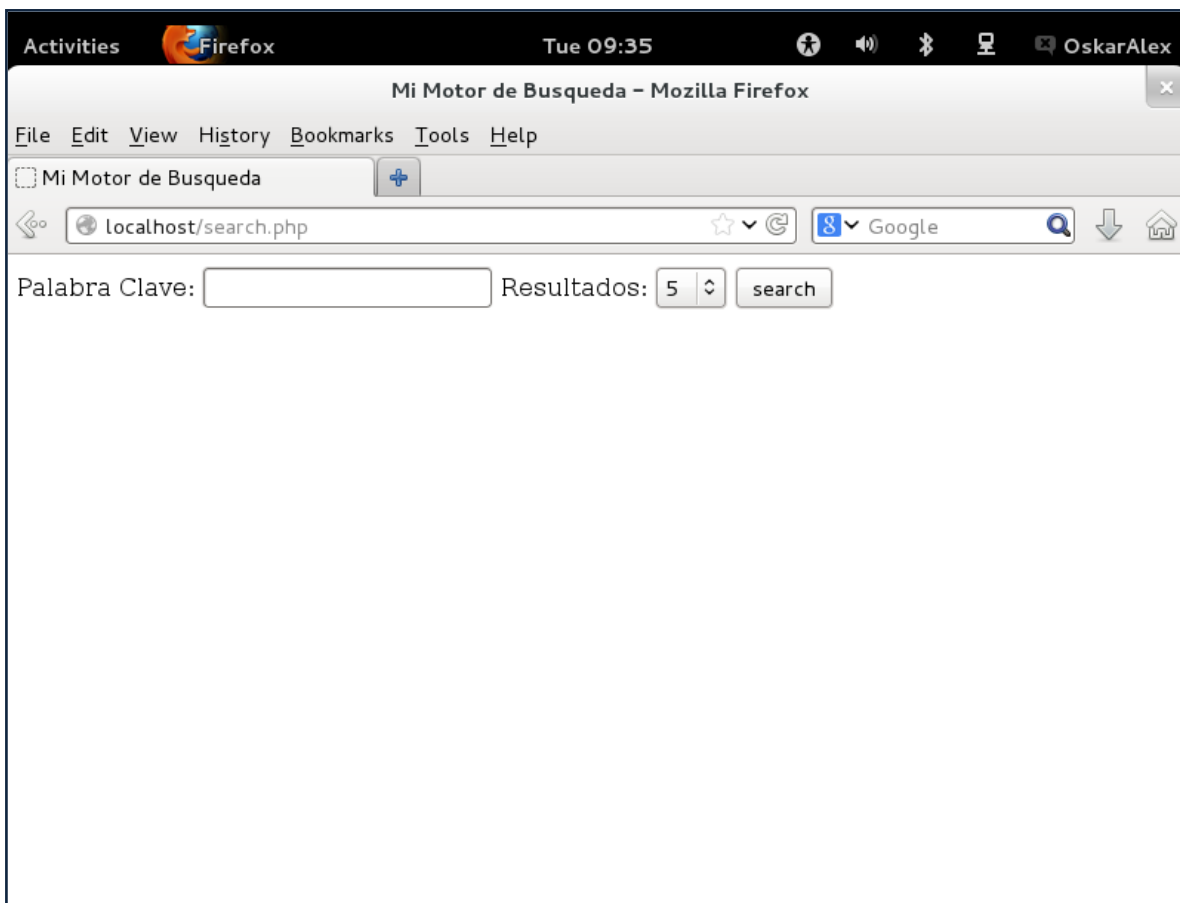 Activities Firefox Tue 09:35 OskarAlex
Mi Motor de Busqueda - Mozilla Firefox
File Edit View History Bookmarks Tools Help
Mi Motor de Busqueda
localhost/search.php 8 Google
Palabra Clave: Resultados: 5 search